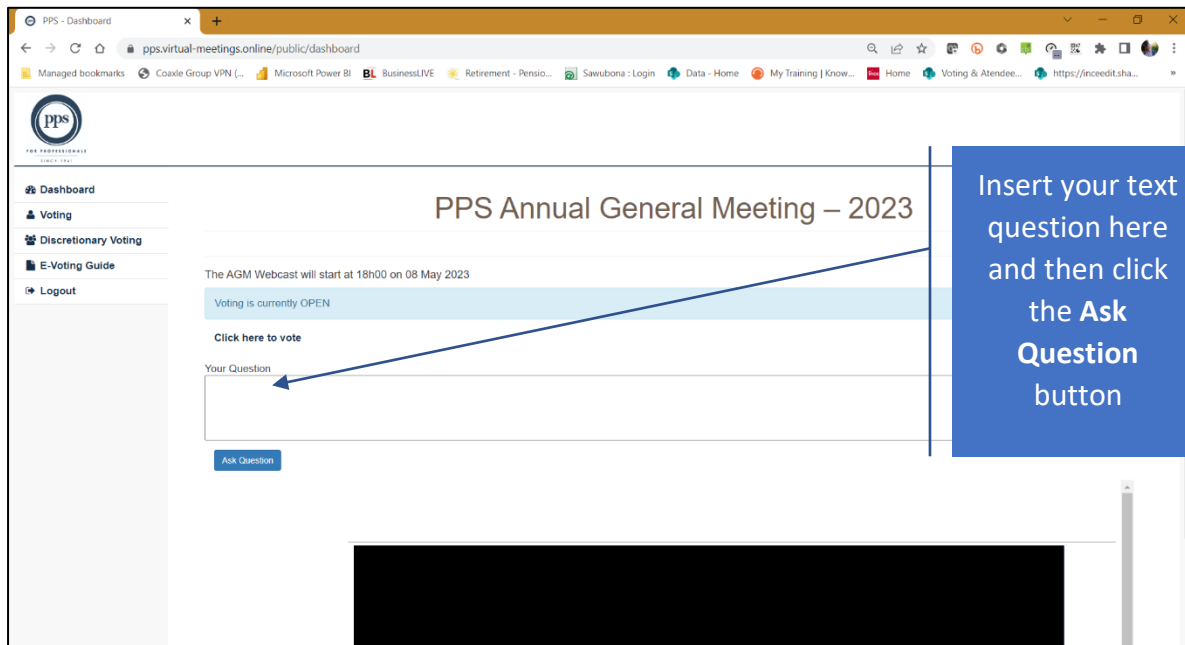 PPS - Dashboard
pps.virtual-meetings.online/public/dashboard
Managed bookmarks Coaxle Group VPN (... Microsoft Power BI BL BusinessLIVE Retirement - Pensio... Sawubona : Login Data - Home My Training | Know... Home Voting & Atendee... https://inceedit.sha... »
pps
FOR PROFESSIONALS
SINCE 1941
Dashboard
Voting
Discretionary Voting
E-Voting Guide
Logout
PPS Annual General Meeting – 2023
The AGM Webcast will start at 18h00 on 08 May 2023
Voting is currently OPEN
Click here to vote
Your Question
Ask Question
Insert your text
question here
and then click
the Ask
Question
button